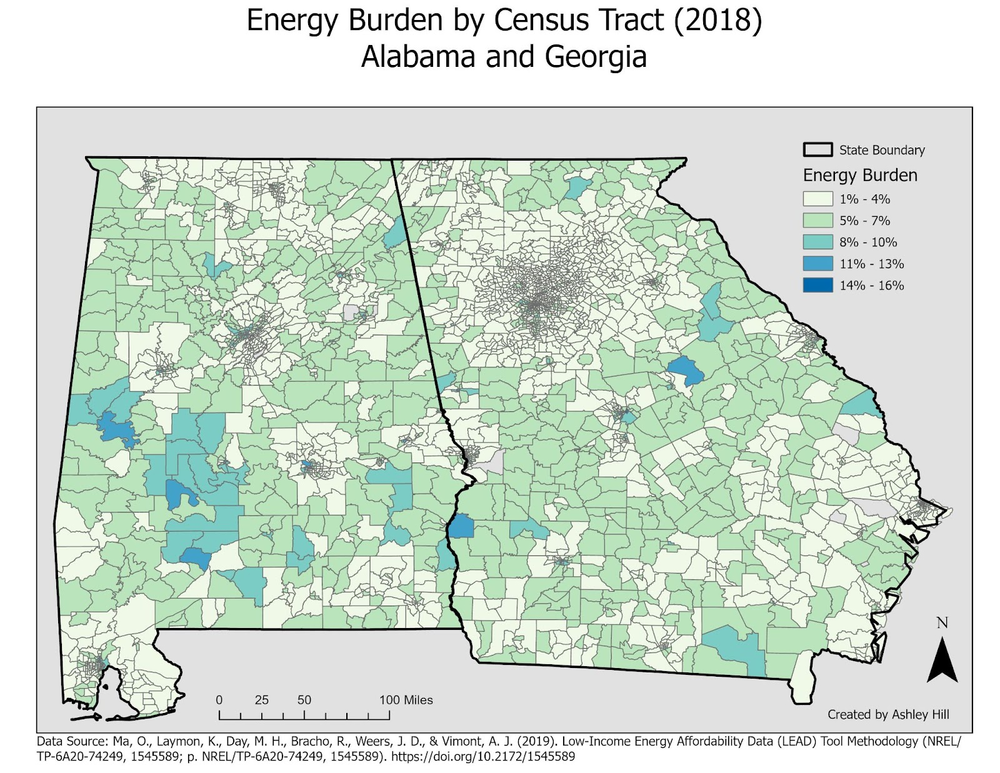 Energy Burden by Census Tract (2018)
Alabama and Georgia
State Boundary
Energy Burden
1% - 4%
5% - 7%
8% - 10%
11% - 13%
14% - 16%
N
0 25 50 100 Miles
Created by Ashley Hill
Data Source: Ma, O., Laymon, K., Day, M. H., Bracho, R., Weers, J. D., & Vimont, A. J. (2019). Low-Income Energy Affordability Data (LEAD) Tool Methodology (NREL/
TP-6A20-74249, 1545589; p. NREL/TP-6A20-74249, 1545589). https://doi.org/10.2172/1545589